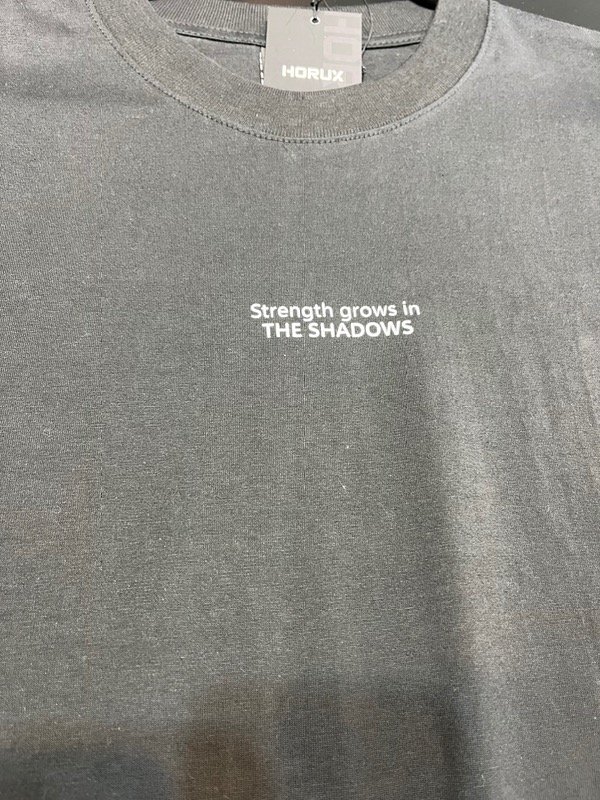 HORUX
Strength grows in
THE SHADOWS